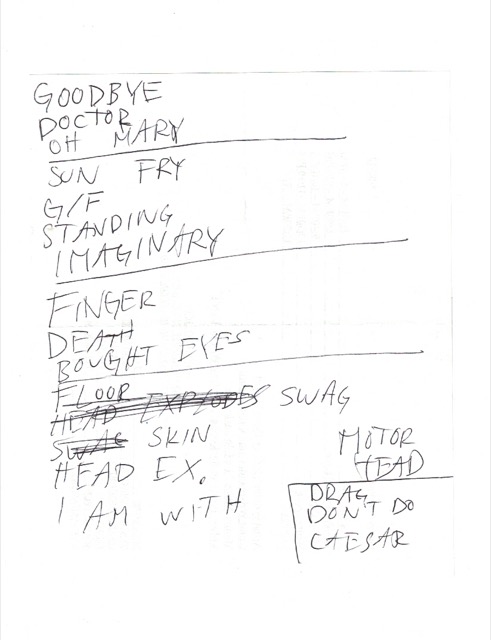 GOODBYE
DOCTOR
OH MARY
SUN FRY
G/F
STANDING
IMAGINARY
FINGER
DEATH
BOUGHT EYES
FLOOR
HEAD EXPLODES SWAG
SWAG SKIN
HEAD EX.
I AM WITH
MOTOR
HEAD
DRAG
DON'T DO
CAESAR